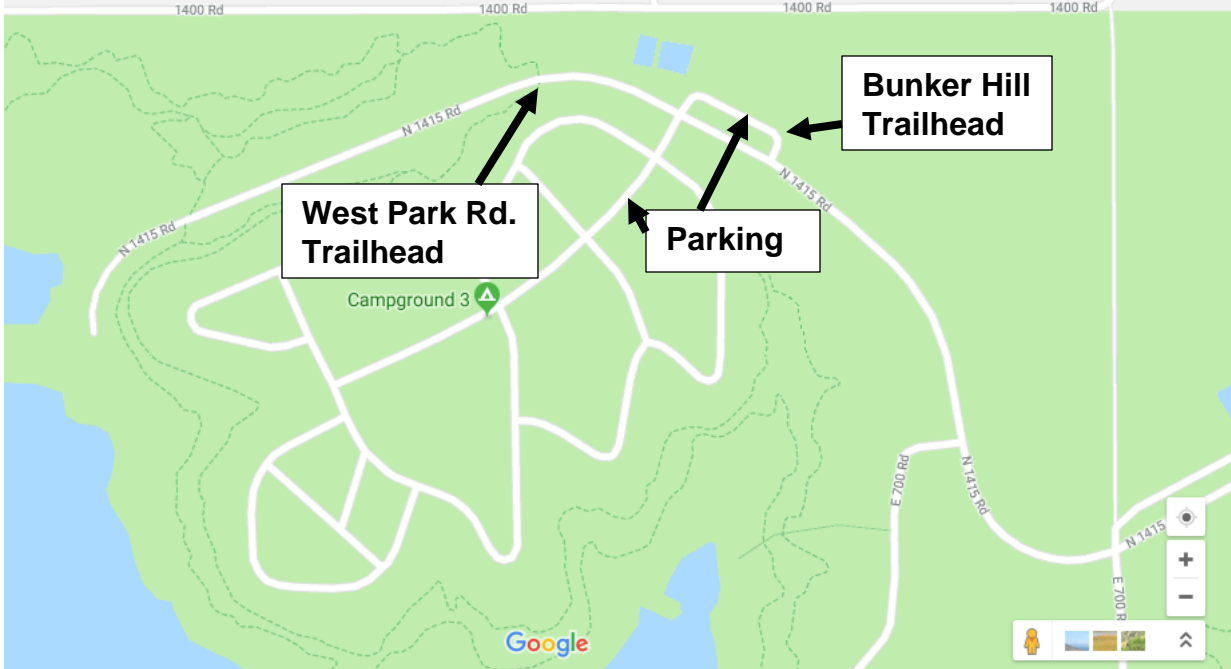 1400 Rd
1400 Rd
1400 Rd
1400 Rd
Bunker Hill
Trailhead
N 1415 Rd
N 1415 Rd
West Park Rd.
Trailhead
Parking
N 1415 Rd
Campground 3
E 700 Rd
N 1415 Rd
N 1415
E 700 R
Google